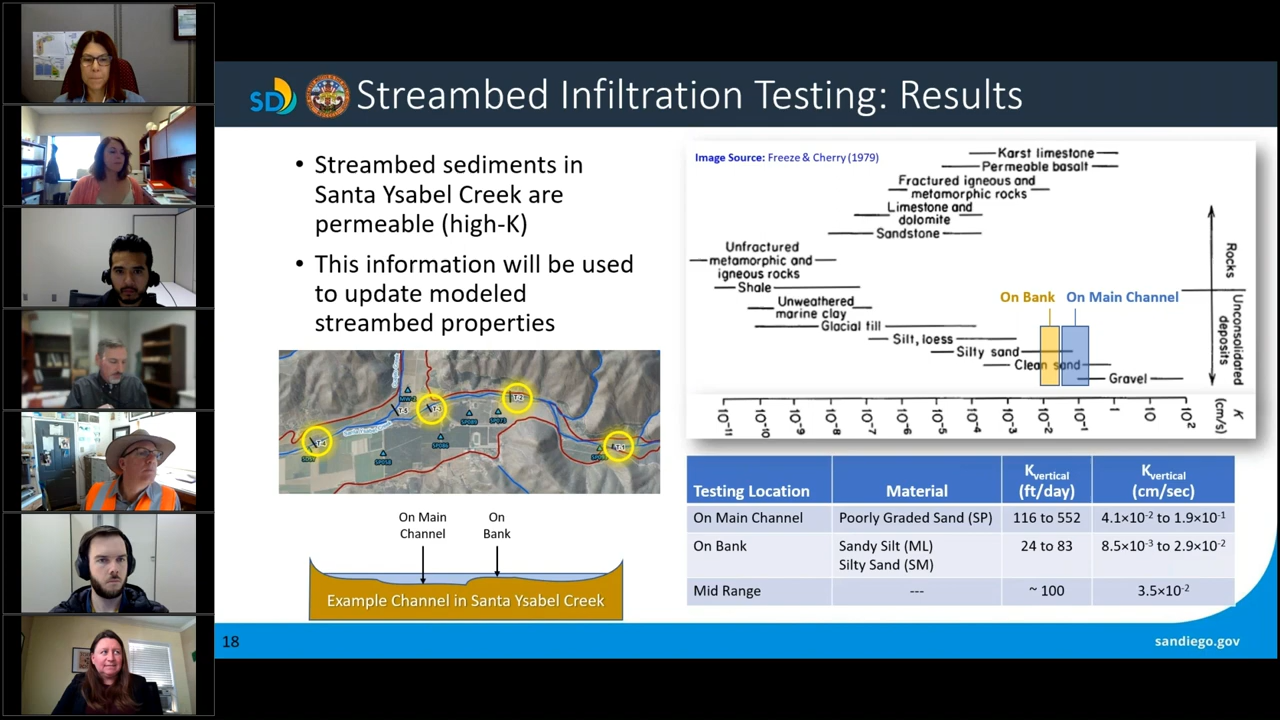 SD Streambed Infiltration Testing: Results
• Streambed sediments in
Santa Ysabel Creek are
permeable (high-K)
• This information will be used
to update modeled
streambed properties
Image Source: Freeze & Cherry (1979)
Karst limestone
Permeable basalt
Fractured igneous and
metamorphic rocks
Limestone and
dolomite
Sandstone
Unfractured
metamorphic and
igneous rocks
Shale
Unweathered
marine clay
Glacial till
Silt, loess
Silty sand
Clean sand
Gravel
On Bank
On Main Channel
Rocks
Unconsolidated
deposits
10⁻¹¹ 10⁻¹⁰ 10⁻⁹ 10⁻⁸ 10⁻⁷ 10⁻⁶ 10⁻⁵ 10⁻⁴ 10⁻³ 10⁻² 10⁻¹ 1 10 10²
K
(cm/s)
MW-2
T-5
T-3
T-2
T-4
T-1
On Main
Channel
On
Bank
Example Channel in Santa Ysabel Creek
Testing Location Material Kvertical (ft/day) Kvertical (cm/sec)
On Main Channel Poorly Graded Sand (SP) 116 to 552 4.1×10⁻² to 1.9×10⁻¹
On Bank Sandy Silt (ML) 24 to 83 8.5×10⁻³ to 2.9×10⁻²
Silty Sand (SM)
Mid Range --- ~ 100 3.5×10⁻²
18
sandiego.gov